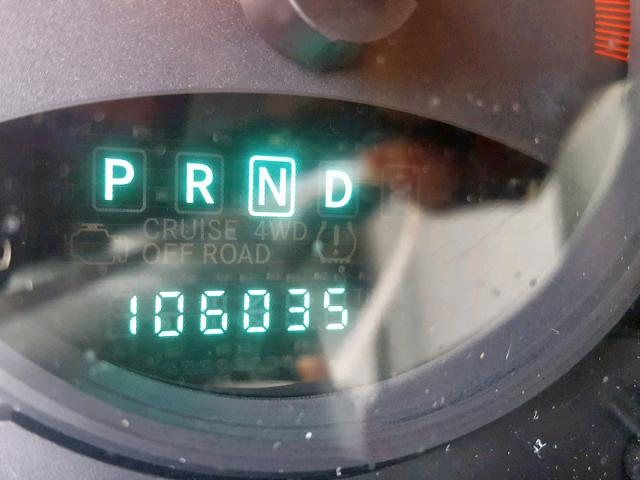 P R N D
CRUISE 4WD
OFF ROAD
106035